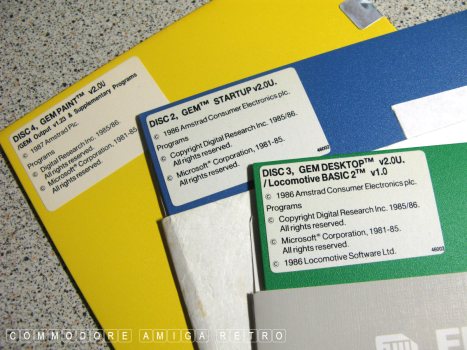 DISC 4, GEM PAINT™ v2.0U
(GEM Output v1.23 & Supplementary Programs
© 1987 Amstrad Plc.
Programs
© Digital Research Inc. 1985/86.
All rights reserved.
© Microsoft® Corporation, 1981-85.
All rights reserved.
DISC 2, GEM™ STARTUP v2.0U.
© 1986 Amstrad Consumer Electronics plc.
Programs
© Copyright Digital Research Inc. 1985/86.
All rights reserved.
© Microsoft® Corporation, 1981-85.
All rights reserved.
46002
DISC 3, GEM DESKTOP™ v2.0U.
/Locomotive BASIC 2™ v1.0
© 1986 Amstrad Consumer Electronics plc.
Programs
© Copyright Digital Research Inc. 1985/86.
All rights reserved.
© Microsoft® Corporation, 1981-85.
All rights reserved.
46003
© 1986 Locomotive Software Ltd.
COMMODORE AMIGA RETRO